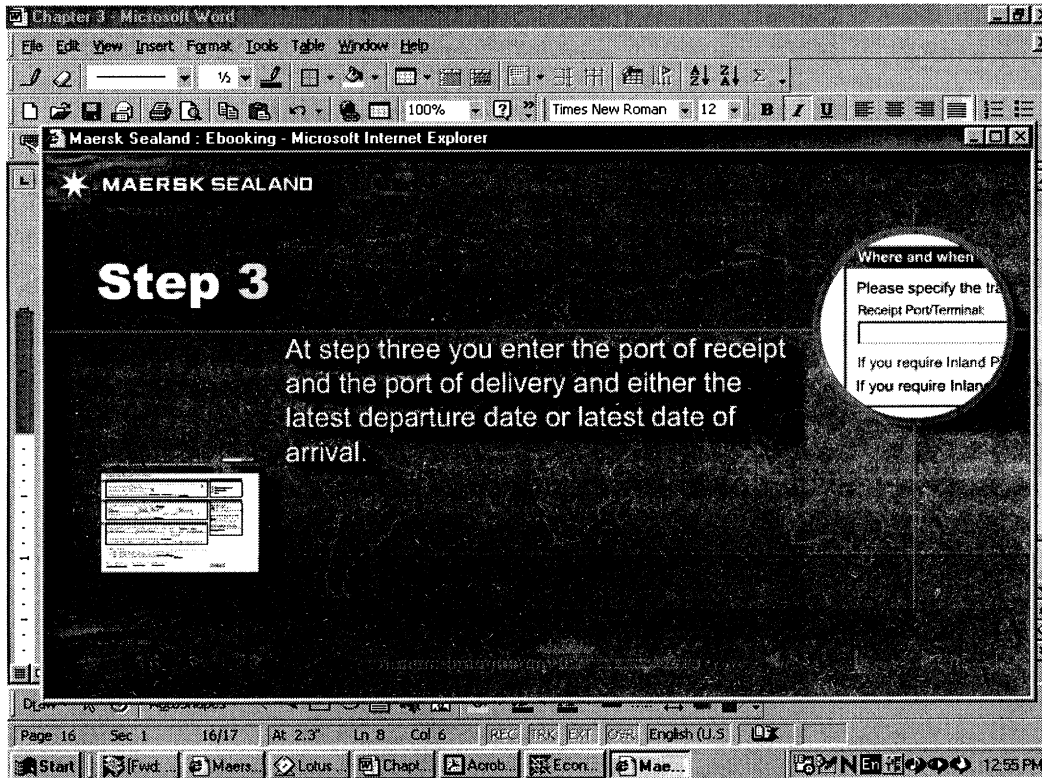 Chapter 3 - Microsoft Word
File Edit View Insert Format Tools Table Window Help
½
100% Times New Roman 12 B I U
Maersk Sealand : Ebooking - Microsoft Internet Explorer
MAERSK SEALAND
Step 3
At step three you enter the port of receipt
and the port of delivery and either the
latest departure date or latest date of
arrival.
Where and when
Please specify the tra
Receipt Port/Terminal:
If you require Inland P
If you require Inlan
Page 16 Sec 1 16/17 At 2.3" Ln 8 Col 6 REC TRK EXT OVR English (U.S
Start [Fwd: ... Maers... Lotus ... Chapt... Acrob... Econ... Mae... 12:55 PM